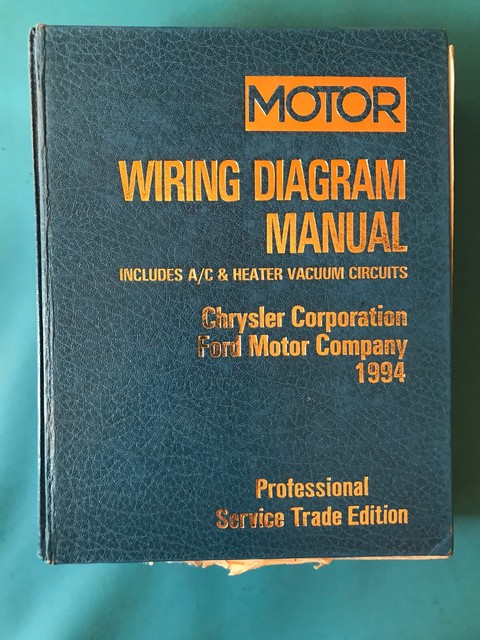 MOTOR
WIRING DIAGRAM
MANUAL
INCLUDES A/C & HEATER VACUUM CIRCUITS
Chrysler Corporation
Ford Motor Company
1994
Professional
Service Trade Edition